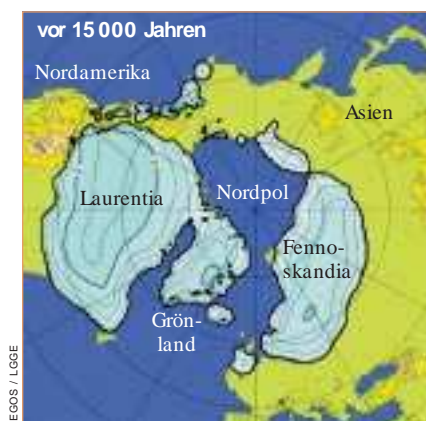 vor 15 000 Jahren
Nordamerika
Asien
Laurentia
Nordpol
Fenno-
skandia
Grön-
land
EGOS / LGGE